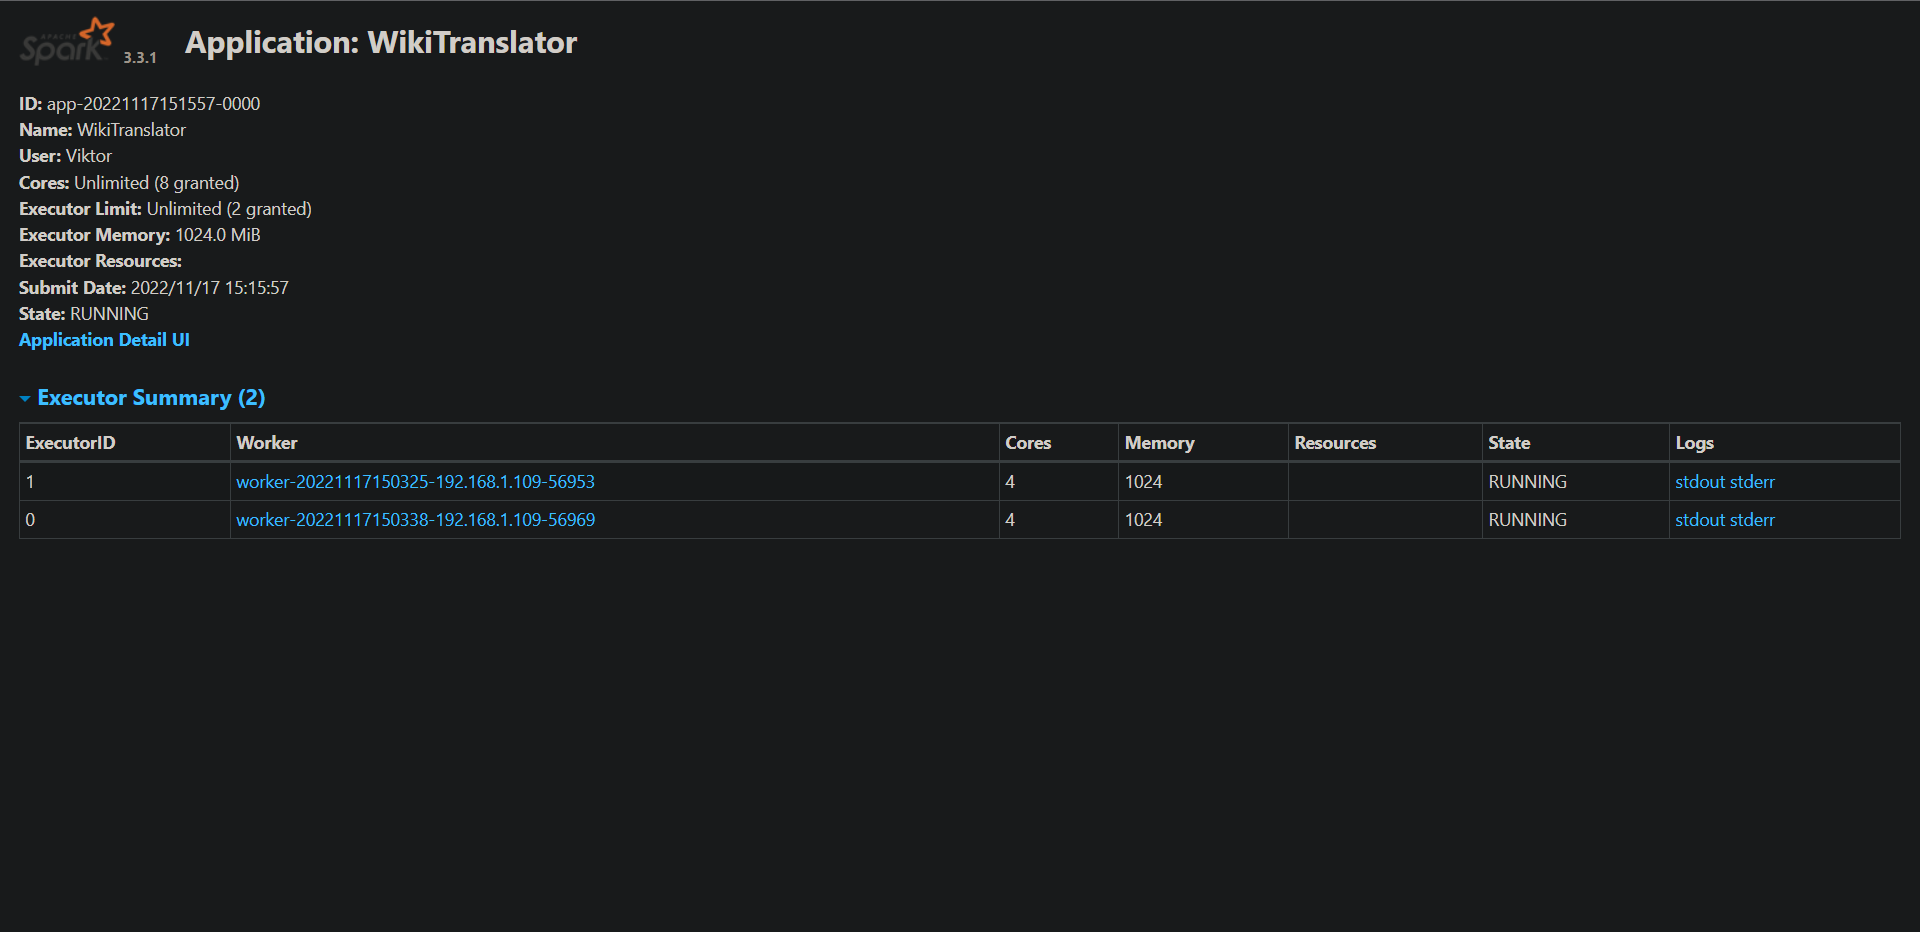 APACHE
Spark 3.3.1 Application: WikiTranslator
ID: app-20221117151557-0000
Name: WikiTranslator
User: Viktor
Cores: Unlimited (8 granted)
Executor Limit: Unlimited (2 granted)
Executor Memory: 1024.0 MiB
Executor Resources:
Submit Date: 2022/11/17 15:15:57
State: RUNNING
Application Detail UI
Executor Summary (2)
ExecutorID Worker Cores Memory Resources State Logs
1 worker-20221117150325-192.168.1.109-56953 4 1024 RUNNING stdout stderr
0 worker-20221117150338-192.168.1.109-56969 4 1024 RUNNING stdout stderr